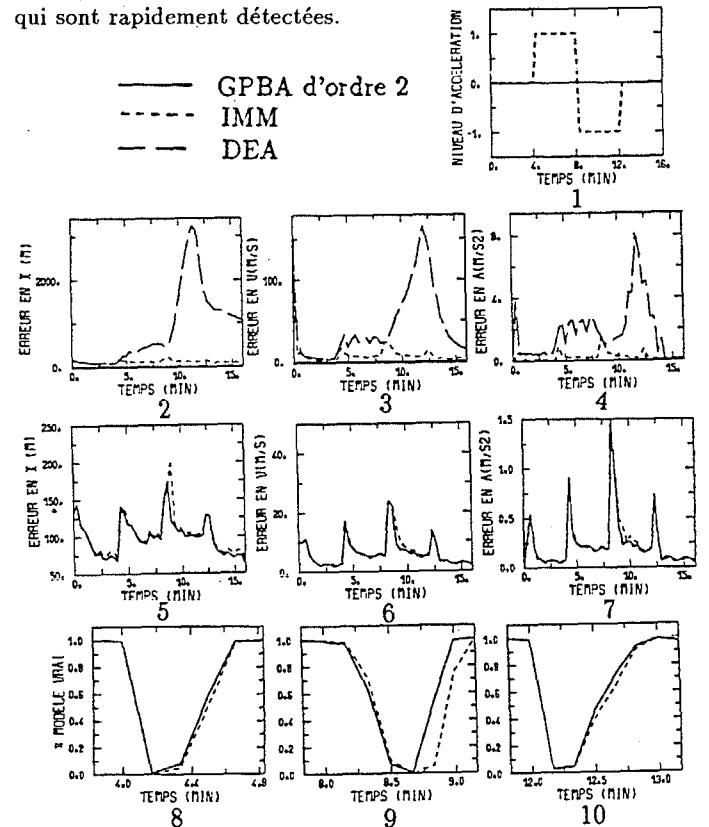 qui sont rapidement détectées.
GPBA d'ordre 2
IMM
DEA
NIVEAU D'ACCELERATION
1.
0.
-1.
0. 4. 8. 12. 16.
TEMPS (MIN)
1
ERREUR EN X (M)
2000.
0.
0. 5. 10. 15.
TEMPS (MIN)
2
ERREUR EN V(M/S)
100.
0.
0. 5. 10. 15.
TEMPS (MIN)
3
ERREUR EN A(M/S2)
8.
4.
0.
0. 5. 10. 15.
TEMPS (MIN)
4
ERREUR EN X (M)
250.
200.
150.
100.
50.
0. 5. 10. 15.
TEMPS (MIN)
5
ERREUR EN V(M/S)
40.
20.
0.
0. 5. 10. 15.
TEMPS (MIN)
6
ERREUR EN A(M/S2)
1.5
1.0
0.5
0.0
0. 5. 10. 15.
TEMPS (MIN)
7
% MODELE VRAI
1.0
0.8
0.6
0.4
0.2
0.0
4.0 4.4 4.8
TEMPS (MIN)
8
1.0
0.8
0.6
0.4
0.2
0.0
8.0 8.5 9.0
TEMPS (MIN)
9
1.0
0.8
0.6
0.4
0.2
0.0
12.0 12.5 13.0
TEMPS (MIN)
10